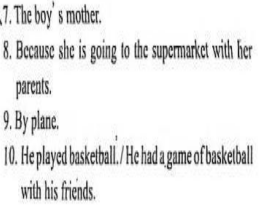 7. The boy's mother.
8. Because she is going to the supermarket with her
parents.
9. By plane.
10. He played basketball. / He had a game of basketball
with his friends.